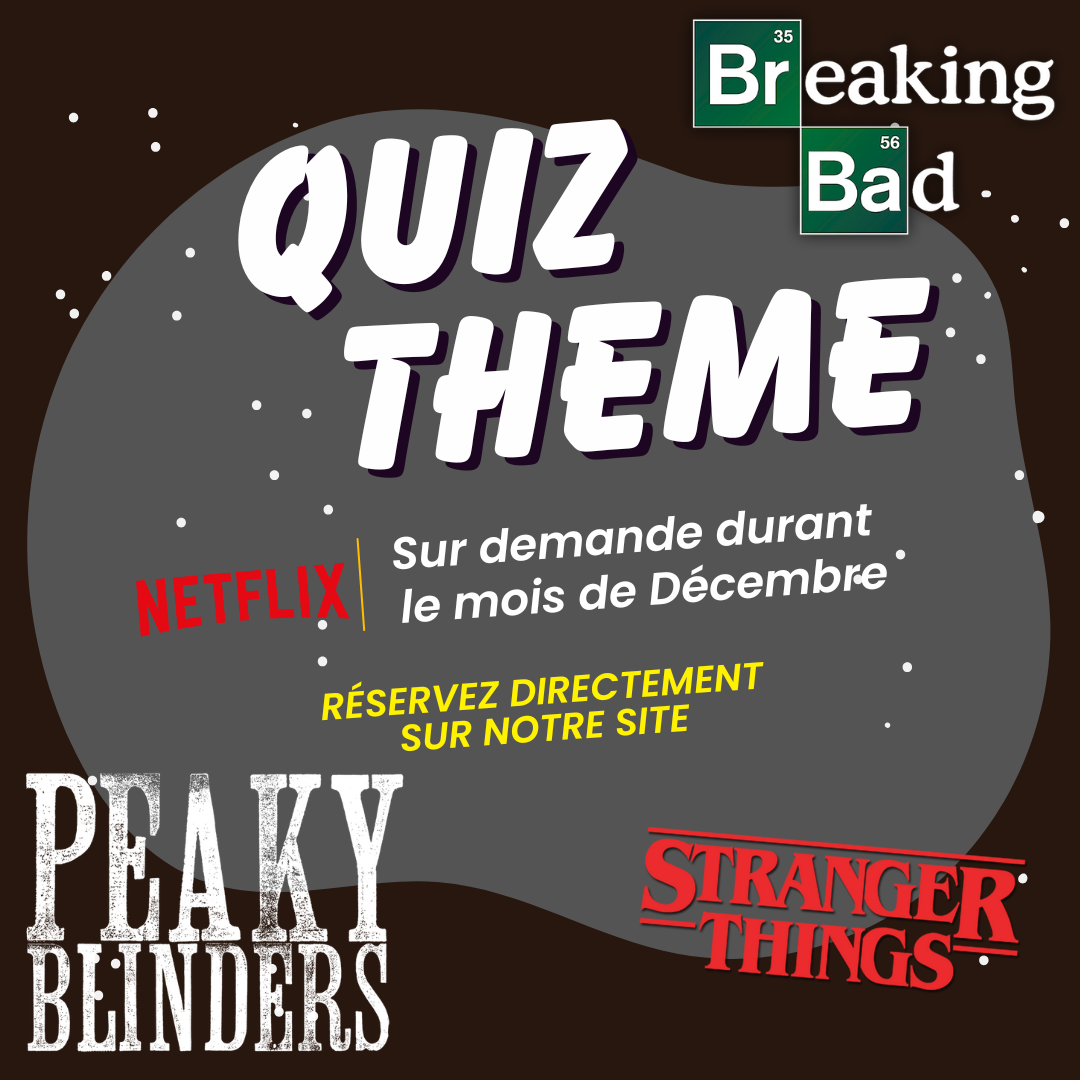 35
Breaking
56
Bad
QUIZ
THEME
NETFLIX
Sur demande durant
le mois de Décembre
RÉSERVEZ DIRECTEMENT
SUR NOTRE SITE
PEAKY
BLINDERS
STRANGER
THINGS